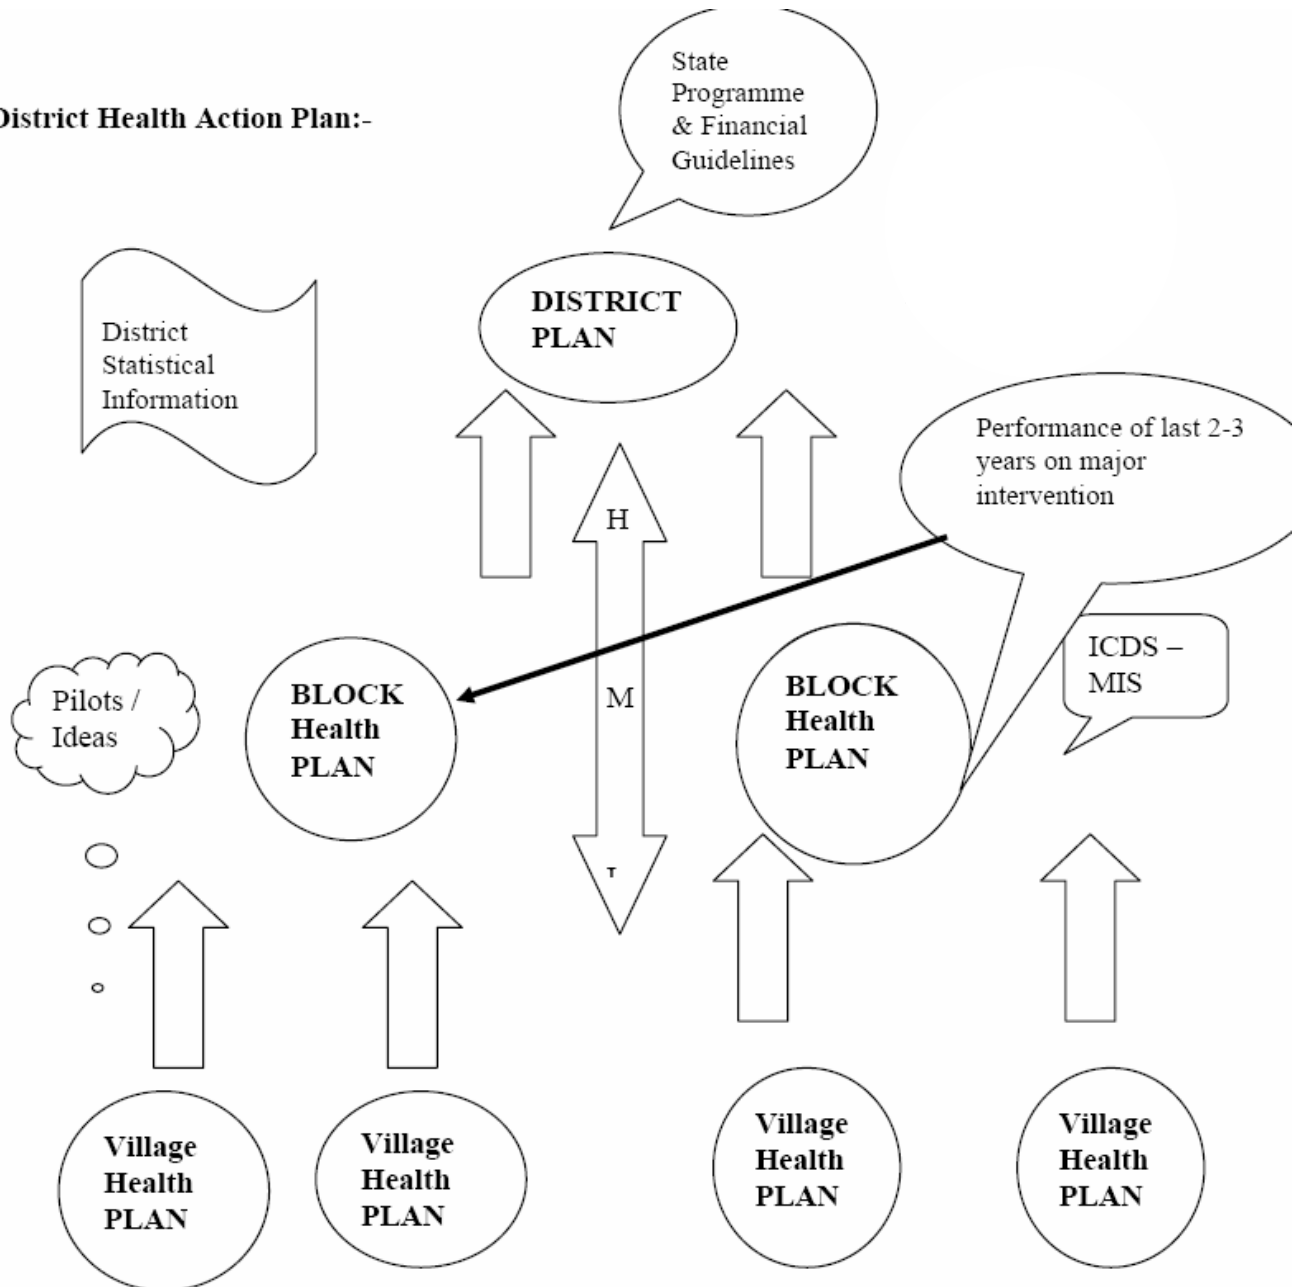 State
Programme
& Financial
Guidelines
District Health Action Plan:-
DISTRICT
PLAN
District
Statistical
Information
Performance of last 2-3
years on major
intervention
H
M
T
ICDS –
MIS
Pilots /
Ideas
BLOCK
Health
PLAN
BLOCK
Health
PLAN
Village
Health
PLAN
Village
Health
PLAN
Village
Health
PLAN
Village
Health
PLAN